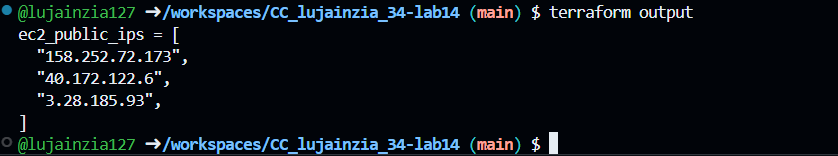 @lujainzia127 ➜/workspaces/CC_lujainzia_34-lab14 (main) $ terraform output
ec2_public_ips = [
  "158.252.72.173",
  "40.172.122.6",
  "3.28.185.93",
]
@lujainzia127 ➜/workspaces/CC_lujainzia_34-lab14 (main) $